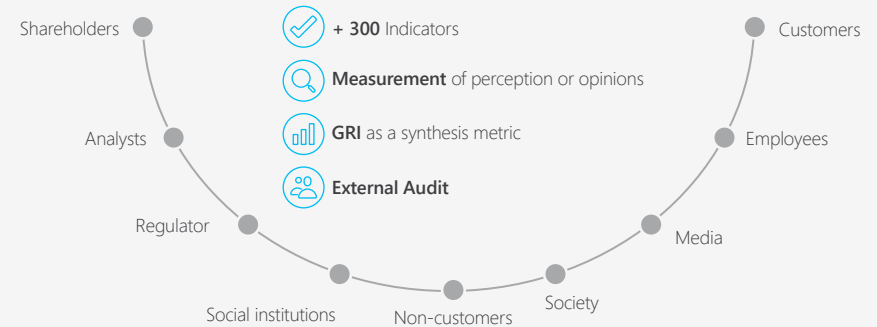 Shareholders
+ 300 Indicators
Customers
Measurement of perception or opinions
Analysts
GRI as a synthesis metric
Employees
External Audit
Regulator
Media
Social institutions
Non-customers
Society